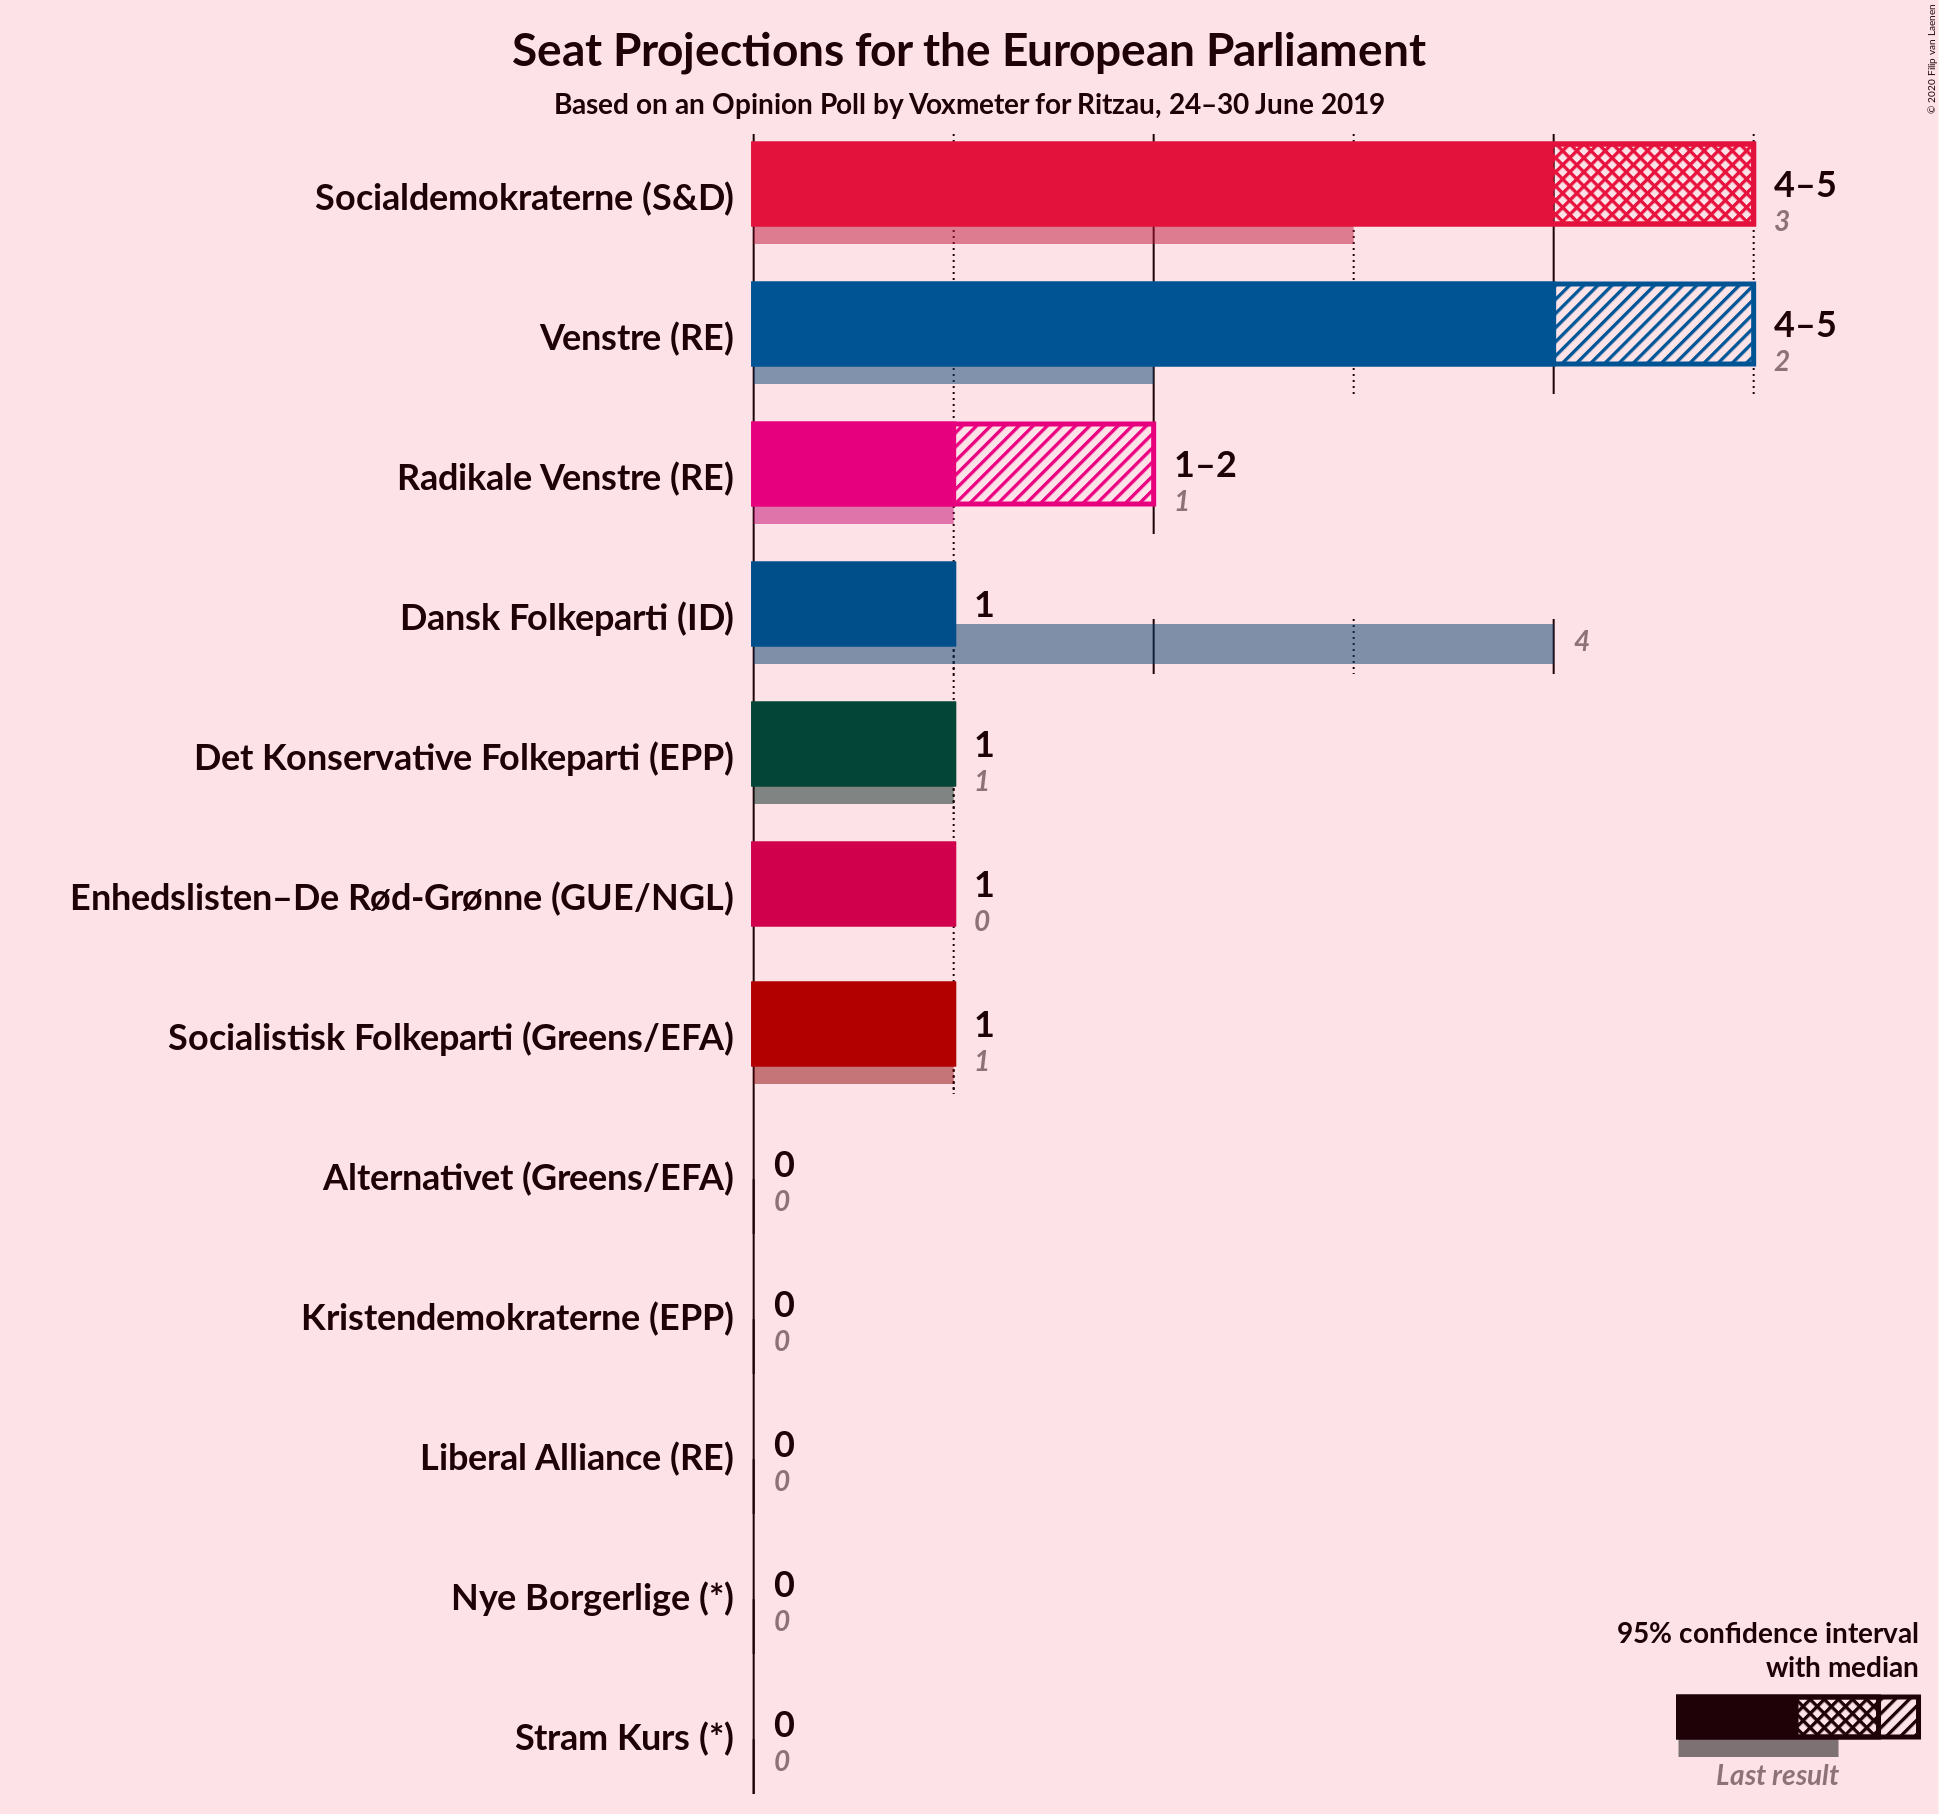 Seat Projections for the European Parliament
Based on an Opinion Poll by Voxmeter for Ritzau, 24–30 June 2019
© 2020 Filip van Laenen
Socialdemokraterne (S&D)
4–5
3
Venstre (RE)
4–5
2
Radikale Venstre (RE)
1–2
1
Dansk Folkeparti (ID)
1
4
Det Konservative Folkeparti (EPP)
1
1
Enhedslisten–De Rød-Grønne (GUE/NGL)
1
0
Socialistisk Folkeparti (Greens/EFA)
1
1
Alternativet (Greens/EFA)
0
0
Kristendemokraterne (EPP)
0
0
Liberal Alliance (RE)
0
0
Nye Borgerlige (*)
0
0
Stram Kurs (*)
0
0
95% confidence interval
with median
Last result